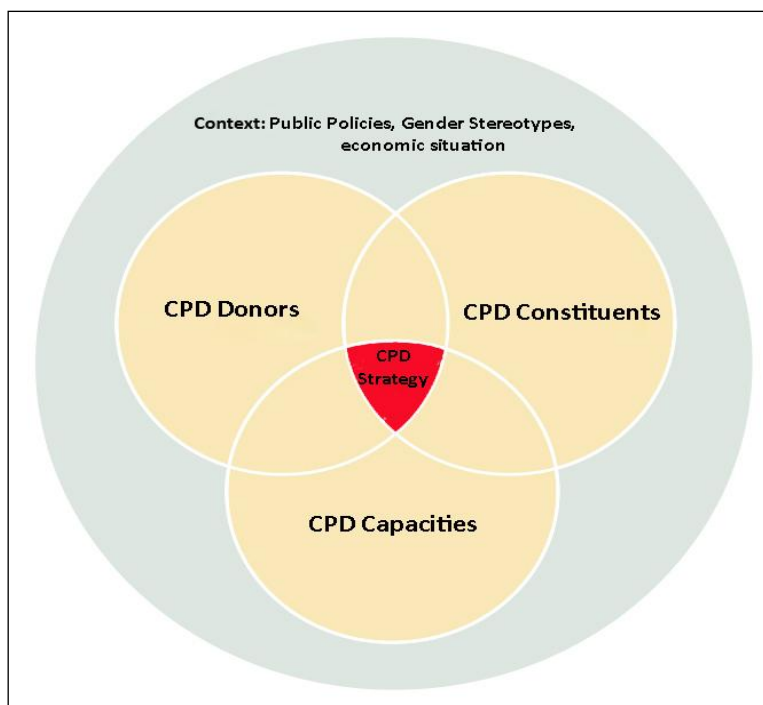 Context: Public Policies, Gender Stereotypes,
economic situation
CPD Donors
CPD Constituents
CPD
Strategy
CPD Capacities